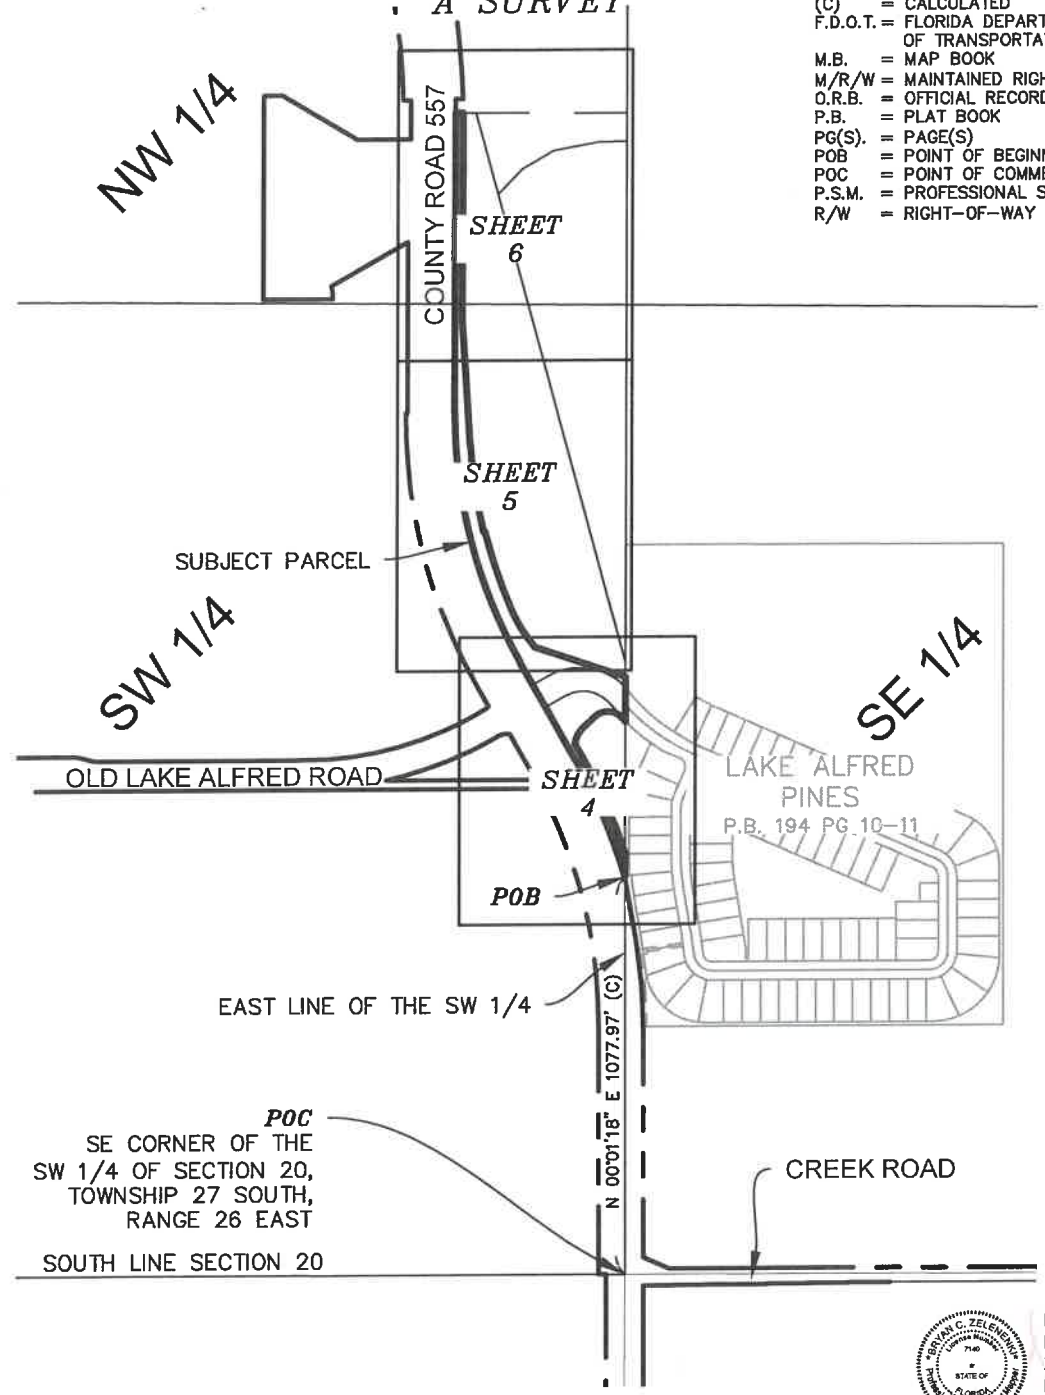 A SURVEY
(C) = CALCULATED
F.D.O.T. = FLORIDA DEPART
OF TRANSPORTA
M.B. = MAP BOOK
M/R/W = MAINTAINED RIGH
O.R.B. = OFFICIAL RECORD
P.B. = PLAT BOOK
PG(S). = PAGE(S)
POB = POINT OF BEGINN
POC = POINT OF COMME
P.S.M. = PROFESSIONAL S
R/W = RIGHT-OF-WAY
NW 1/4
COUNTY ROAD 557
SHEET
6
SHEET
5
SUBJECT PARCEL
SW 1/4
SE 1/4
OLD LAKE ALFRED ROAD
SHEET
4
LAKE ALFRED
PINES
P.B. 194 PG 10-11
POB
EAST LINE OF THE SW 1/4
N 00°01'18" E 1077.97' (C)
POC
SE CORNER OF THE
SW 1/4 OF SECTION 20,
TOWNSHIP 27 SOUTH,
RANGE 26 EAST
CREEK ROAD
SOUTH LINE SECTION 20
BRYAN C. ZELENENKI
License Number
7140
STATE OF
FLORIDA